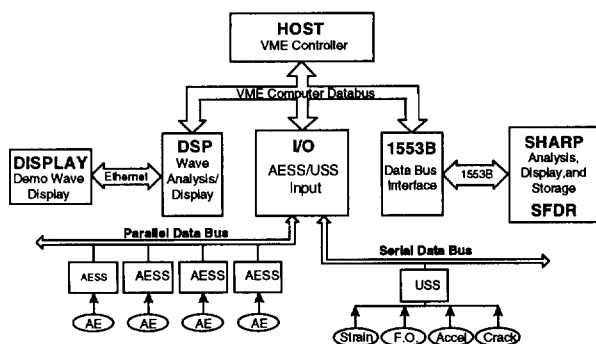 HOST
VME Controller
VME Computer Databus
DISPLAY
Demo Wave
Display
Ethernet
DSP
Wave
Analysis/
Display
I/O
AESS/USS
Input
1553B
Data Bus
Interface
1553B
SHARP
Analysis,
Display,and
Storage
SFDR
Parallel Data Bus
Serial Data Bus
AESS
AESS
AESS
AESS
USS
AE
AE
AE
AE
Strain
F.O.
Accel
Crack